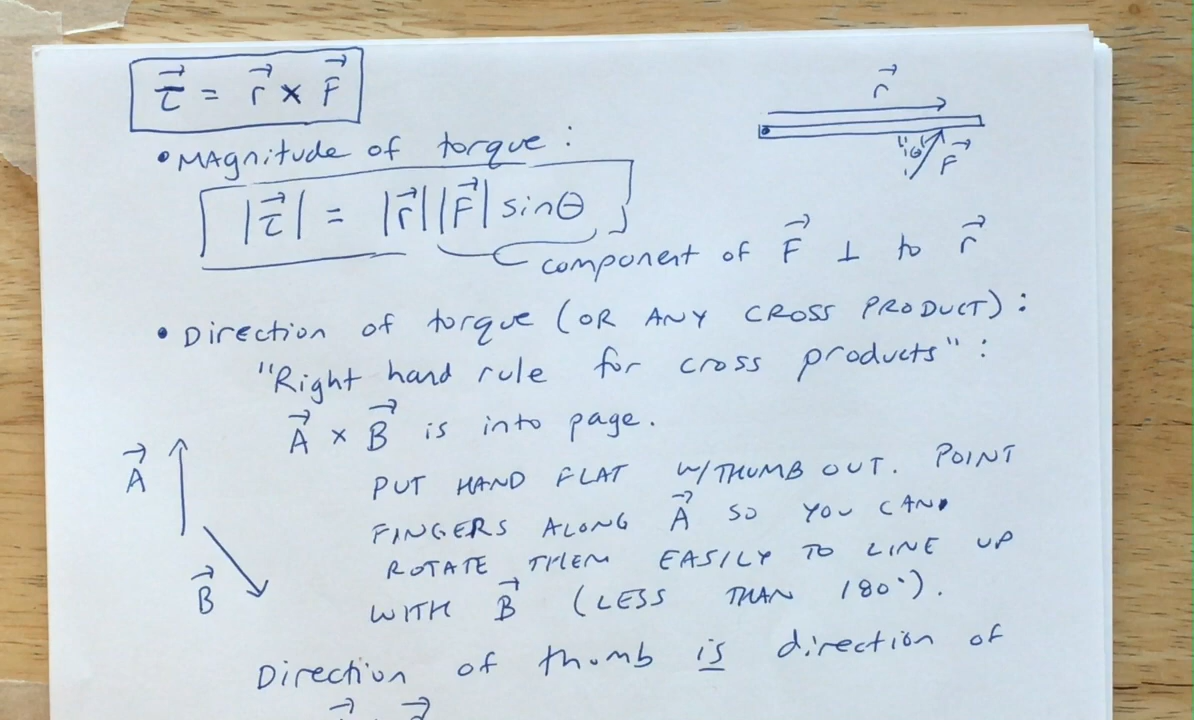 τ⃗ = r⃗ × F⃗
• MAgnitude of torque :
|τ⃗| = |r⃗||F⃗| sinθ
component of F⃗ ⊥ to r⃗
r⃗
θ F⃗
• Direction of torque (OR ANY CROSS PRODUCT) :
"Right hand rule for cross products" :
A⃗ × B⃗ is into page.
A⃗
B⃗
PUT HAND FLAT W/THUMB OUT. POINT
FINGERS ALONG A⃗ SO YOU CAN
ROTATE THEM EASILY TO LINE UP
WITH B⃗ (LESS THAN 180°).
Direction of thumb is direction of